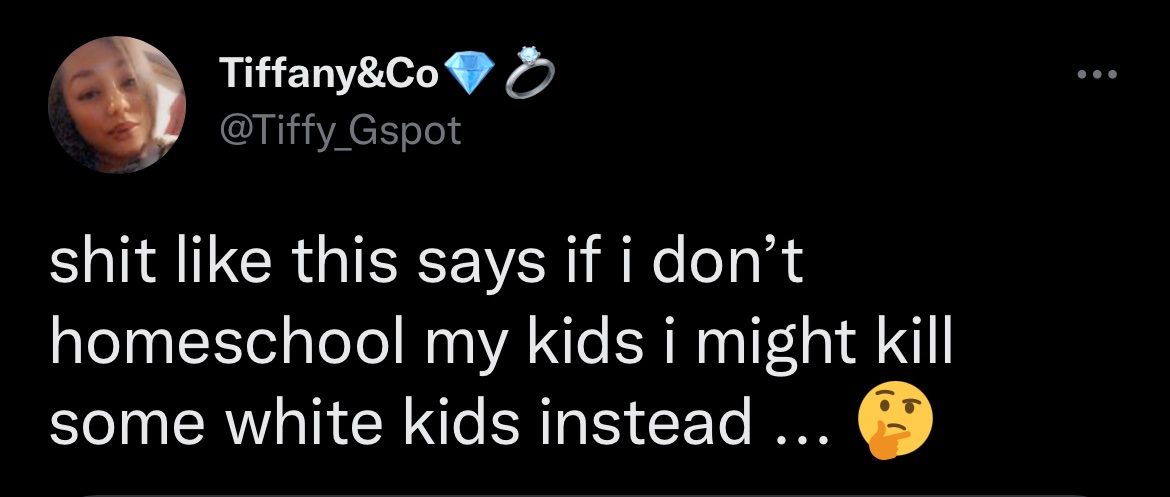 Tiffany&Co💎💍
@Tiffy_Gspot
shit like this says if i don’t
homeschool my kids i might kill
some white kids instead ... 🤔